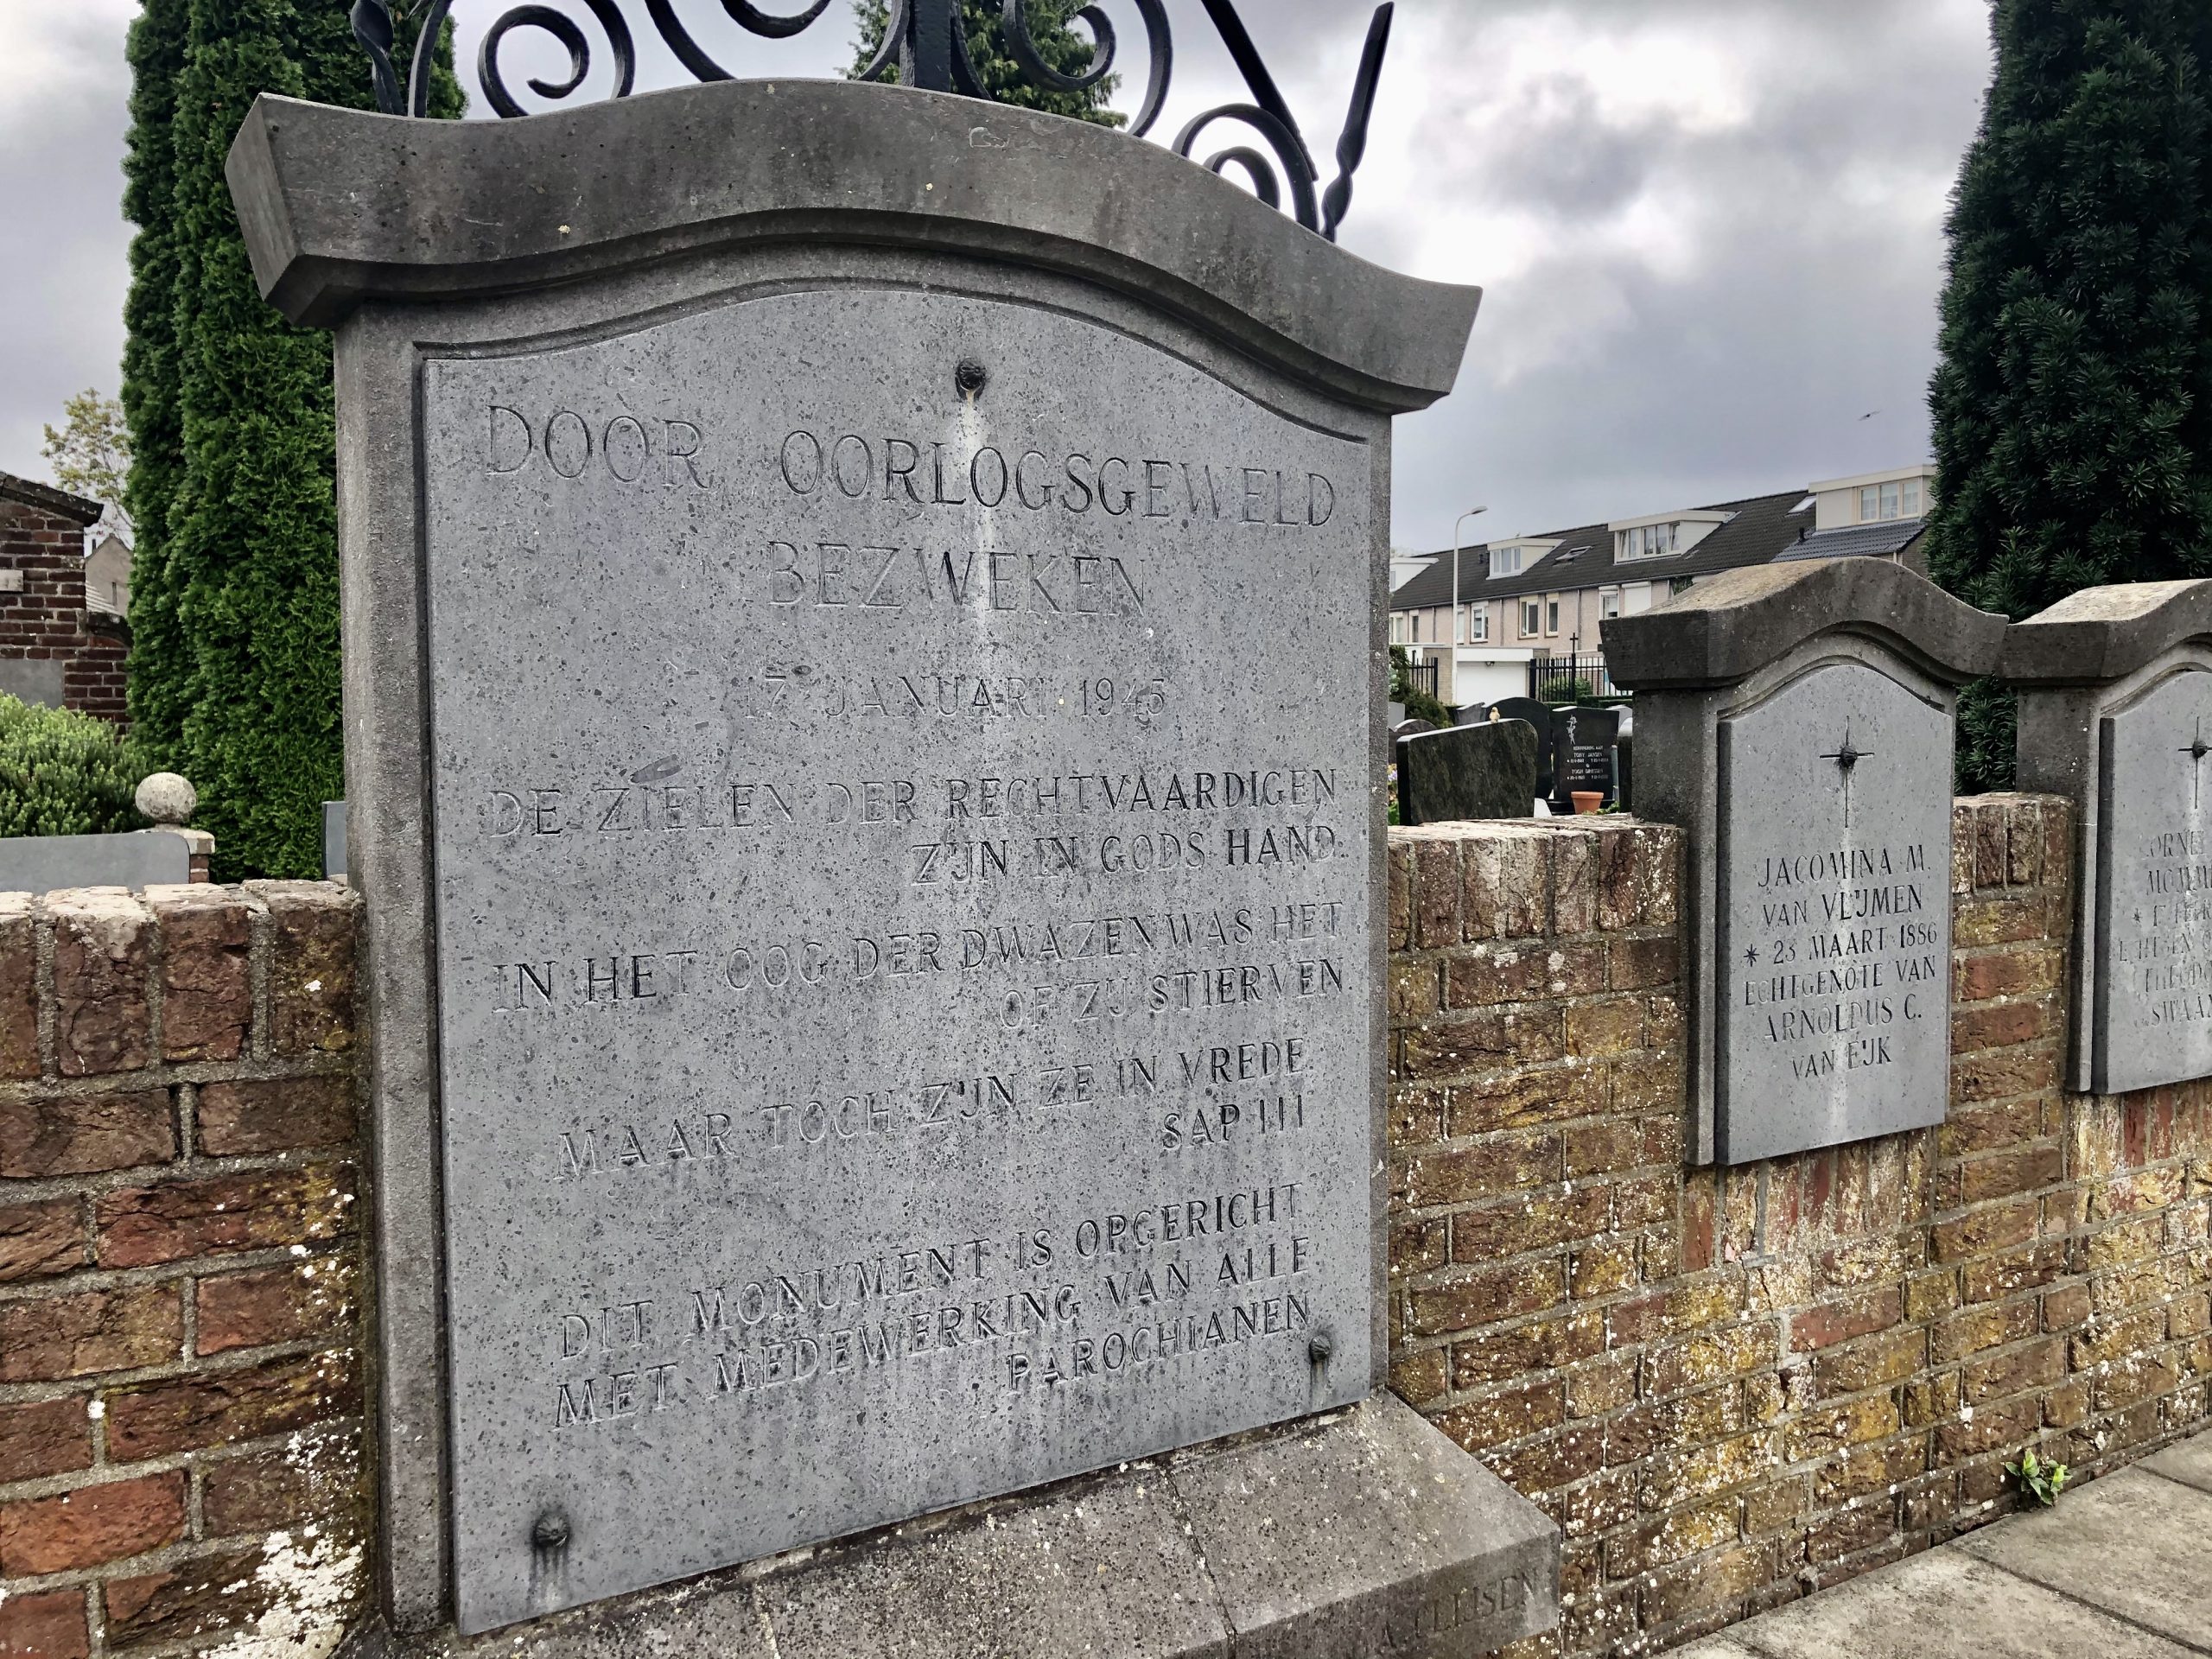 DOOR OORLOGSGEWELD
BEZWEKEN
17 JANUARI 1945
DE ZIELEN DER RECHTVAARDIGEN
ZIJN IN GODS HAND.
IN HET OOG DER DWAZEN WAS HET
OF ZIJ STIERVEN
MAAR TOCH ZIJN ZE IN VREDE.
SAP III
DIT MONUMENT IS OPGERICHT
MET MEDEWERKING VAN ALLE
PAROCHIANEN
JACOMINA M.
VAN VLIJMEN
* 23 MAART 1886
ECHTGENOTE VAN
ARNOLDUS C.
VAN EIJK